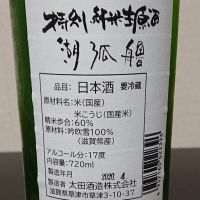 特別純米生原酒
湖弧艪
品目：日本酒 要冷蔵
原材料名：米（国産）
米こうじ（国産米）
精米歩合：60%
原料米：吟吹雪100%
（滋賀県産）
アルコール分：17度
内容量：720ml
製造年月 2020.4
製造者 太田酒造株式会社
滋賀県草津市草津3-10-37